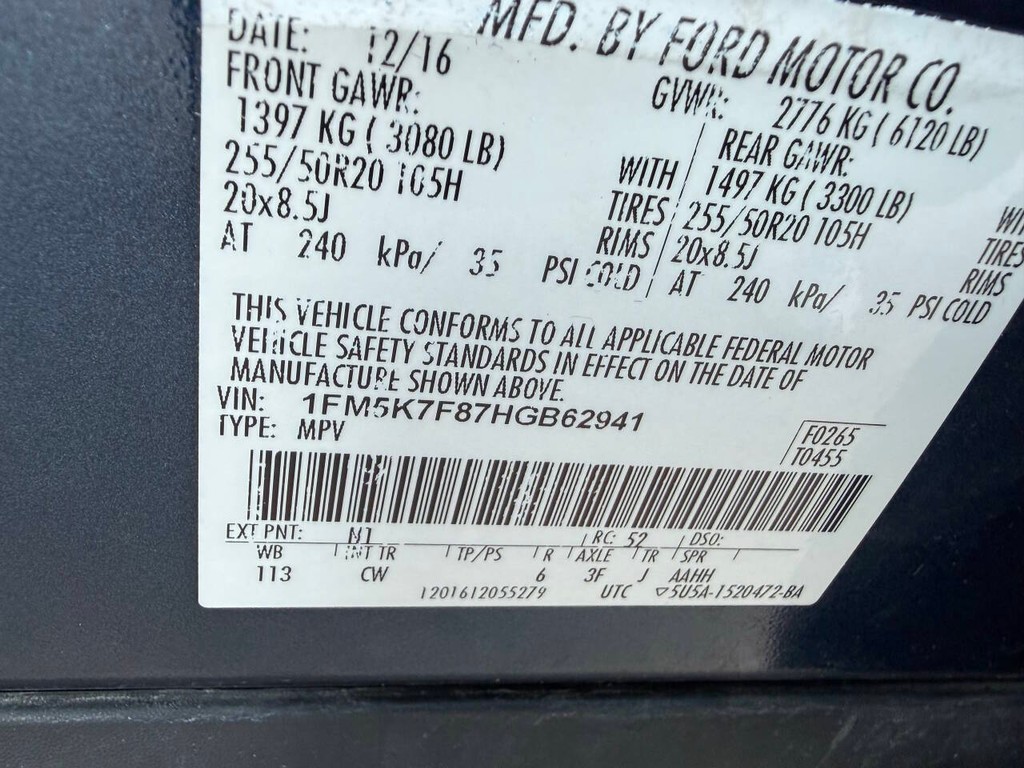 MFD. BY FORD MOTOR CO.
DATE: 12/16 GVWR: 2776 KG ( 6120 LB)
FRONT GAWR: REAR GAWR:
1397 KG ( 3080 LB) WITH 1497 KG ( 3300 LB) WITH
255/50R20 105H TIRES 255/50R20 105H TIRES
20x8.5J RIMS 20x8.5J RIMS
AT 240 kPa/ 35 PSI COLD AT 240 kPa/ 35 PSI COLD
THIS VEHICLE CONFORMS TO ALL APPLICABLE FEDERAL MOTOR
VEHICLE SAFETY STANDARDS IN EFFECT ON THE DATE OF
MANUFACTURE SHOWN ABOVE.
VIN: 1FM5K7F87HGB62941
TYPE: MPV
F0265
T0455
EXT PNT: N1 RC: 52 DSO:
WB INT TR TP/PS R AXLE TR SPR
113 CW 6 3F J AAHH
1201612055279 UTC ▽5U5A-1520472-BA